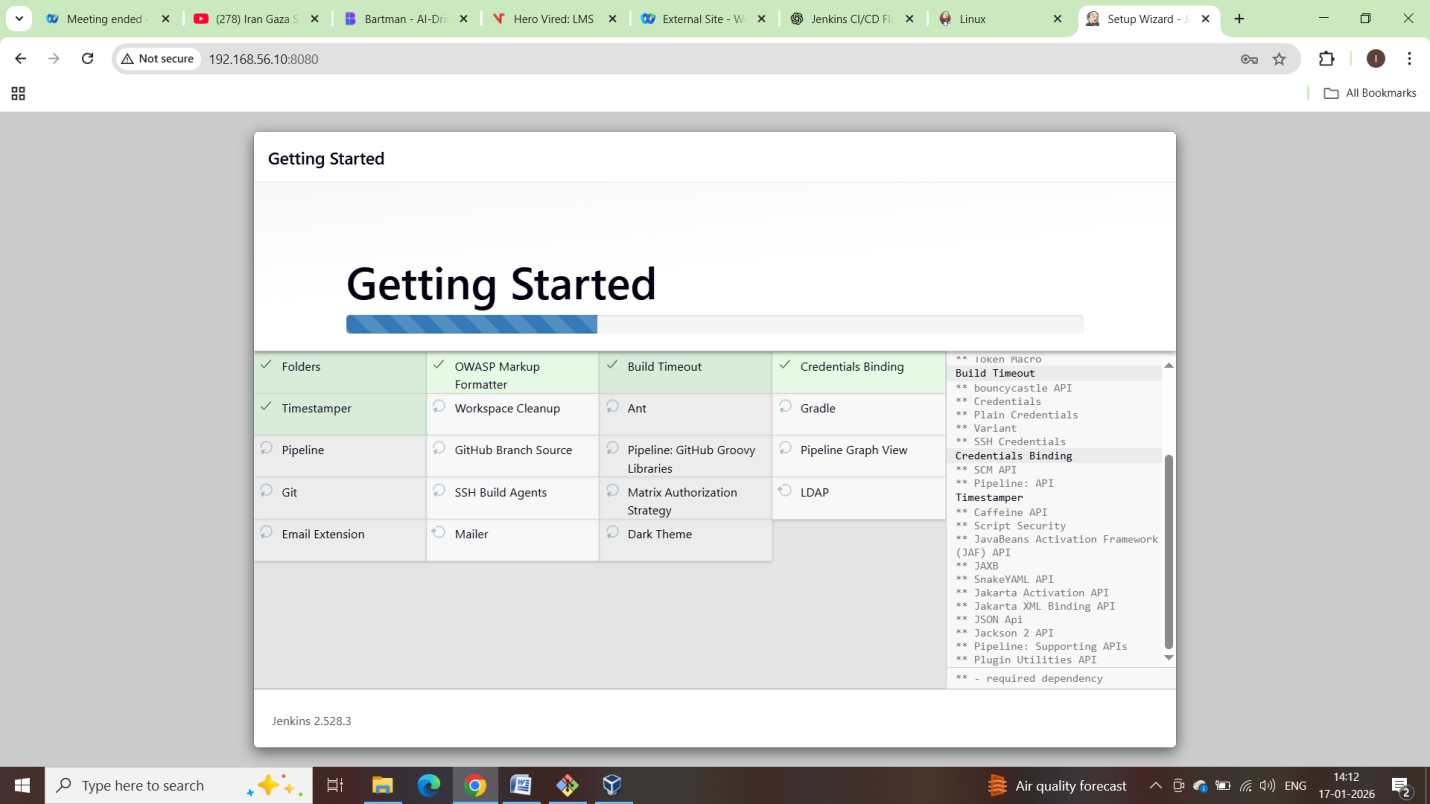 Meeting ended
(278) Iran Gaza S
Bartman - AI-Dri
Hero Vired: LMS
External Site - W
Jenkins CI/CD Fl
Linux
Setup Wizard - J
Not secure
192.168.56.10:8080
I
All Bookmarks
Getting Started
Getting Started
Folders
OWASP Markup
Formatter
Build Timeout
Credentials Binding
Timestamper
Workspace Cleanup
Ant
Gradle
Pipeline
GitHub Branch Source
Pipeline: GitHub Groovy
Libraries
Pipeline Graph View
Git
SSH Build Agents
Matrix Authorization
Strategy
LDAP
Email Extension
Mailer
Dark Theme
** Token Macro
Build Timeout
** bouncycastle API
** Credentials
** Plain Credentials
** Variant
** SSH Credentials
Credentials Binding
** SCM API
** Pipeline: API
Timestamper
** Caffeine API
** Script Security
** JavaBeans Activation Framework
(JAF) API
** JAXB
** SnakeYAML API
** Jakarta Activation API
** Jakarta XML Binding API
** JSON Api
** Jackson 2 API
** Pipeline: Supporting APIs
** Plugin Utilities API
** - required dependency
Jenkins 2.528.3
Type here to search
Air quality forecast
ENG
14:12
17-01-2026
2